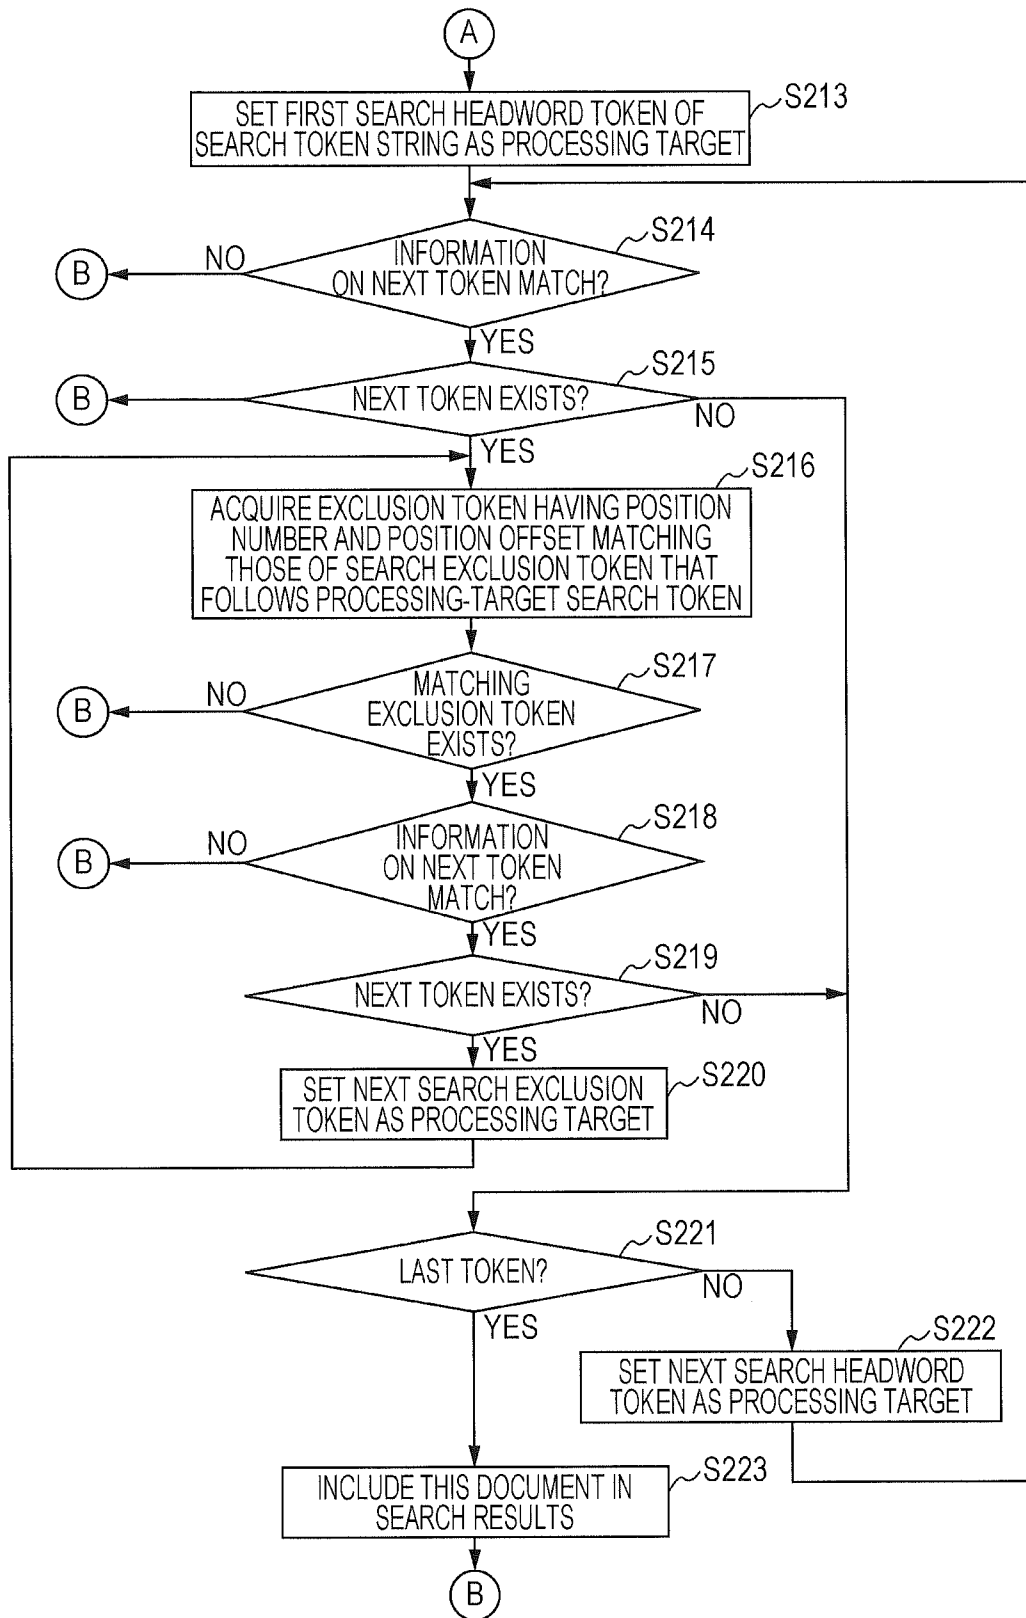 A
SET FIRST SEARCH HEADWORD TOKEN OF
SEARCH TOKEN STRING AS PROCESSING TARGET
S213
INFORMATION
ON NEXT TOKEN MATCH?
S214
NO
B
YES
NEXT TOKEN EXISTS?
S215
B
NO
YES
S216
ACQUIRE EXCLUSION TOKEN HAVING POSITION
NUMBER AND POSITION OFFSET MATCHING
THOSE OF SEARCH EXCLUSION TOKEN THAT
FOLLOWS PROCESSING-TARGET SEARCH TOKEN
MATCHING
EXCLUSION TOKEN
EXISTS?
S217
NO
B
YES
INFORMATION
ON NEXT TOKEN
MATCH?
S218
NO
B
YES
NEXT TOKEN EXISTS?
S219
NO
YES
SET NEXT SEARCH EXCLUSION
TOKEN AS PROCESSING TARGET
S220
LAST TOKEN?
S221
NO
YES
S222
SET NEXT SEARCH HEADWORD
TOKEN AS PROCESSING TARGET
S223
INCLUDE THIS DOCUMENT IN
SEARCH RESULTS
B